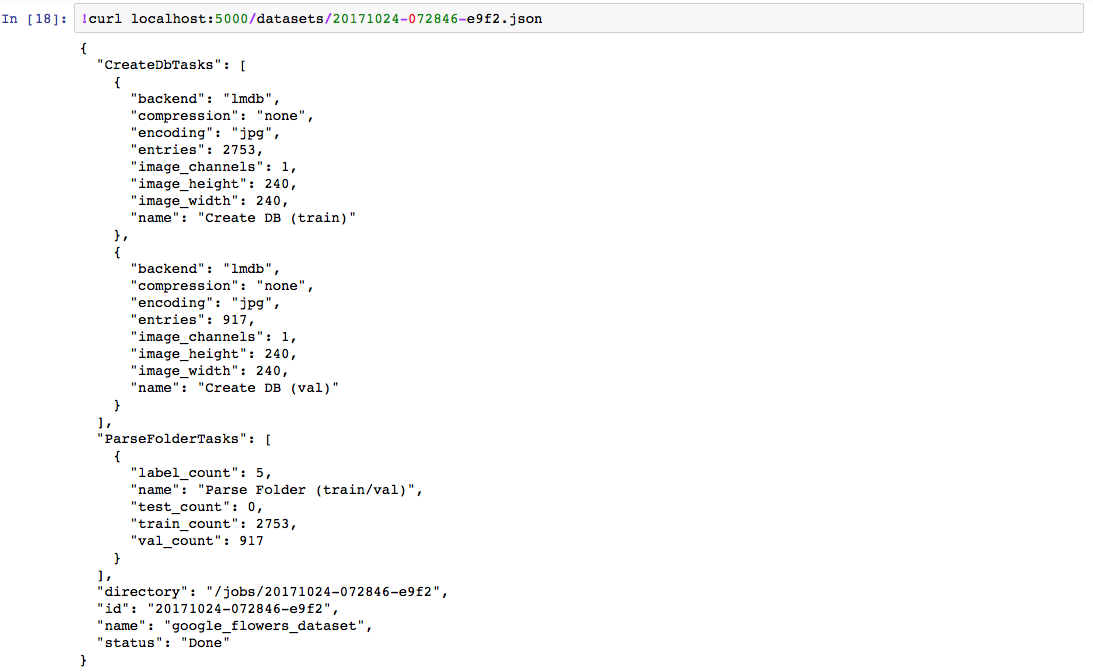 In [18]: !curl localhost:5000/datasets/20171024-072846-e9f2.json
{
  "CreateDbTasks": [
    {
      "backend": "lmdb",
      "compression": "none",
      "encoding": "jpg",
      "entries": 2753,
      "image_channels": 1,
      "image_height": 240,
      "image_width": 240,
      "name": "Create DB (train)"
    },
    {
      "backend": "lmdb",
      "compression": "none",
      "encoding": "jpg",
      "entries": 917,
      "image_channels": 1,
      "image_height": 240,
      "image_width": 240,
      "name": "Create DB (val)"
    }
  ],
  "ParseFolderTasks": [
    {
      "label_count": 5,
      "name": "Parse Folder (train/val)",
      "test_count": 0,
      "train_count": 2753,
      "val_count": 917
    }
  ],
  "directory": "/jobs/20171024-072846-e9f2",
  "id": "20171024-072846-e9f2",
  "name": "google_flowers_dataset",
  "status": "Done"
}